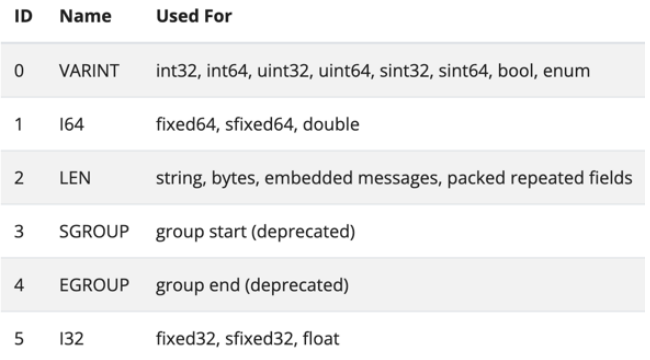 ID Name Used For
0 VARINT int32, int64, uint32, uint64, sint32, sint64, bool, enum
1 I64 fixed64, sfixed64, double
2 LEN string, bytes, embedded messages, packed repeated fields
3 SGROUP group start (deprecated)
4 EGROUP group end (deprecated)
5 I32 fixed32, sfixed32, float